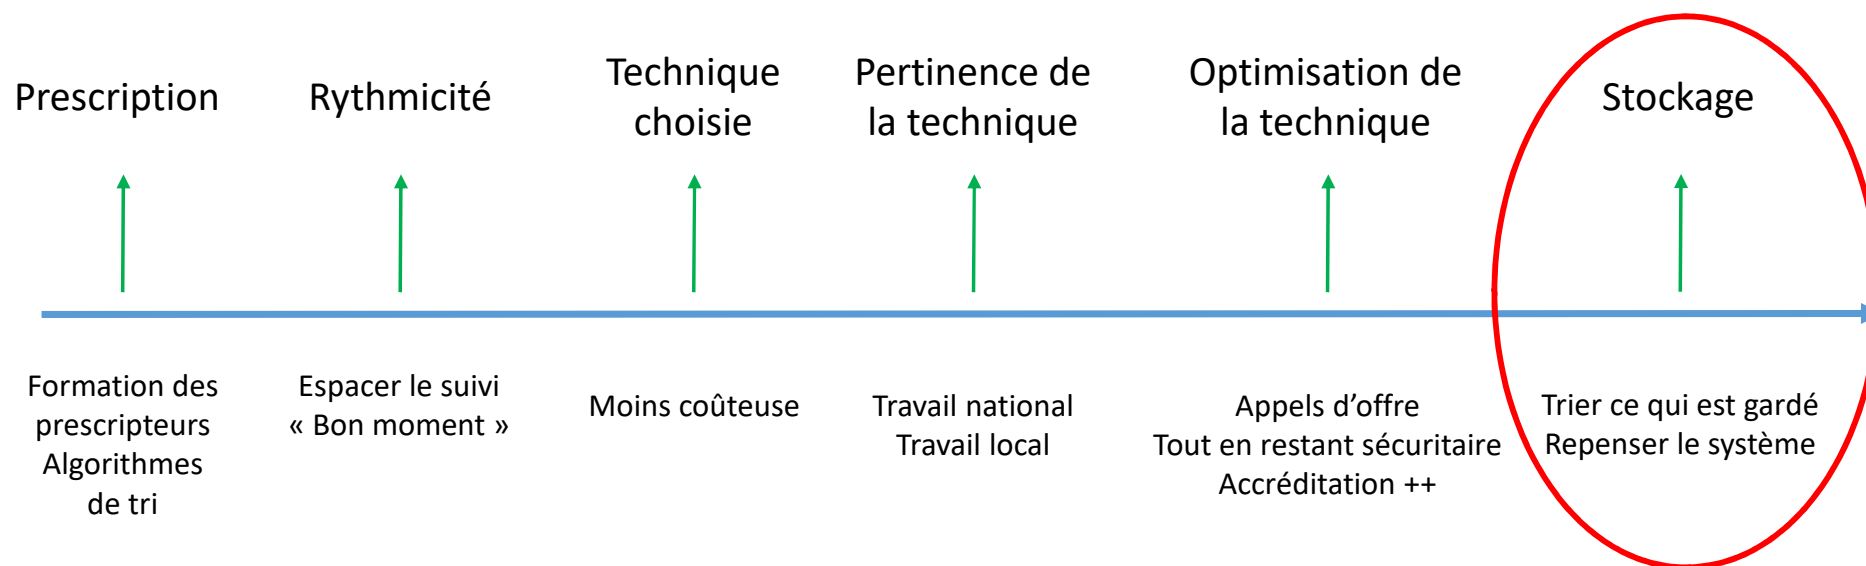 Prescription
Rythmicité
Technique
choisie
Pertinence de
la technique
Optimisation de
la technique
Stockage
Formation des
prescripteurs
Algorithmes
de tri
Espacer le suivi
« Bon moment »
Moins coûteuse
Travail national
Travail local
Appels d’offre
Tout en restant sécuritaire
Accréditation ++
Trier ce qui est gardé
Repenser le système